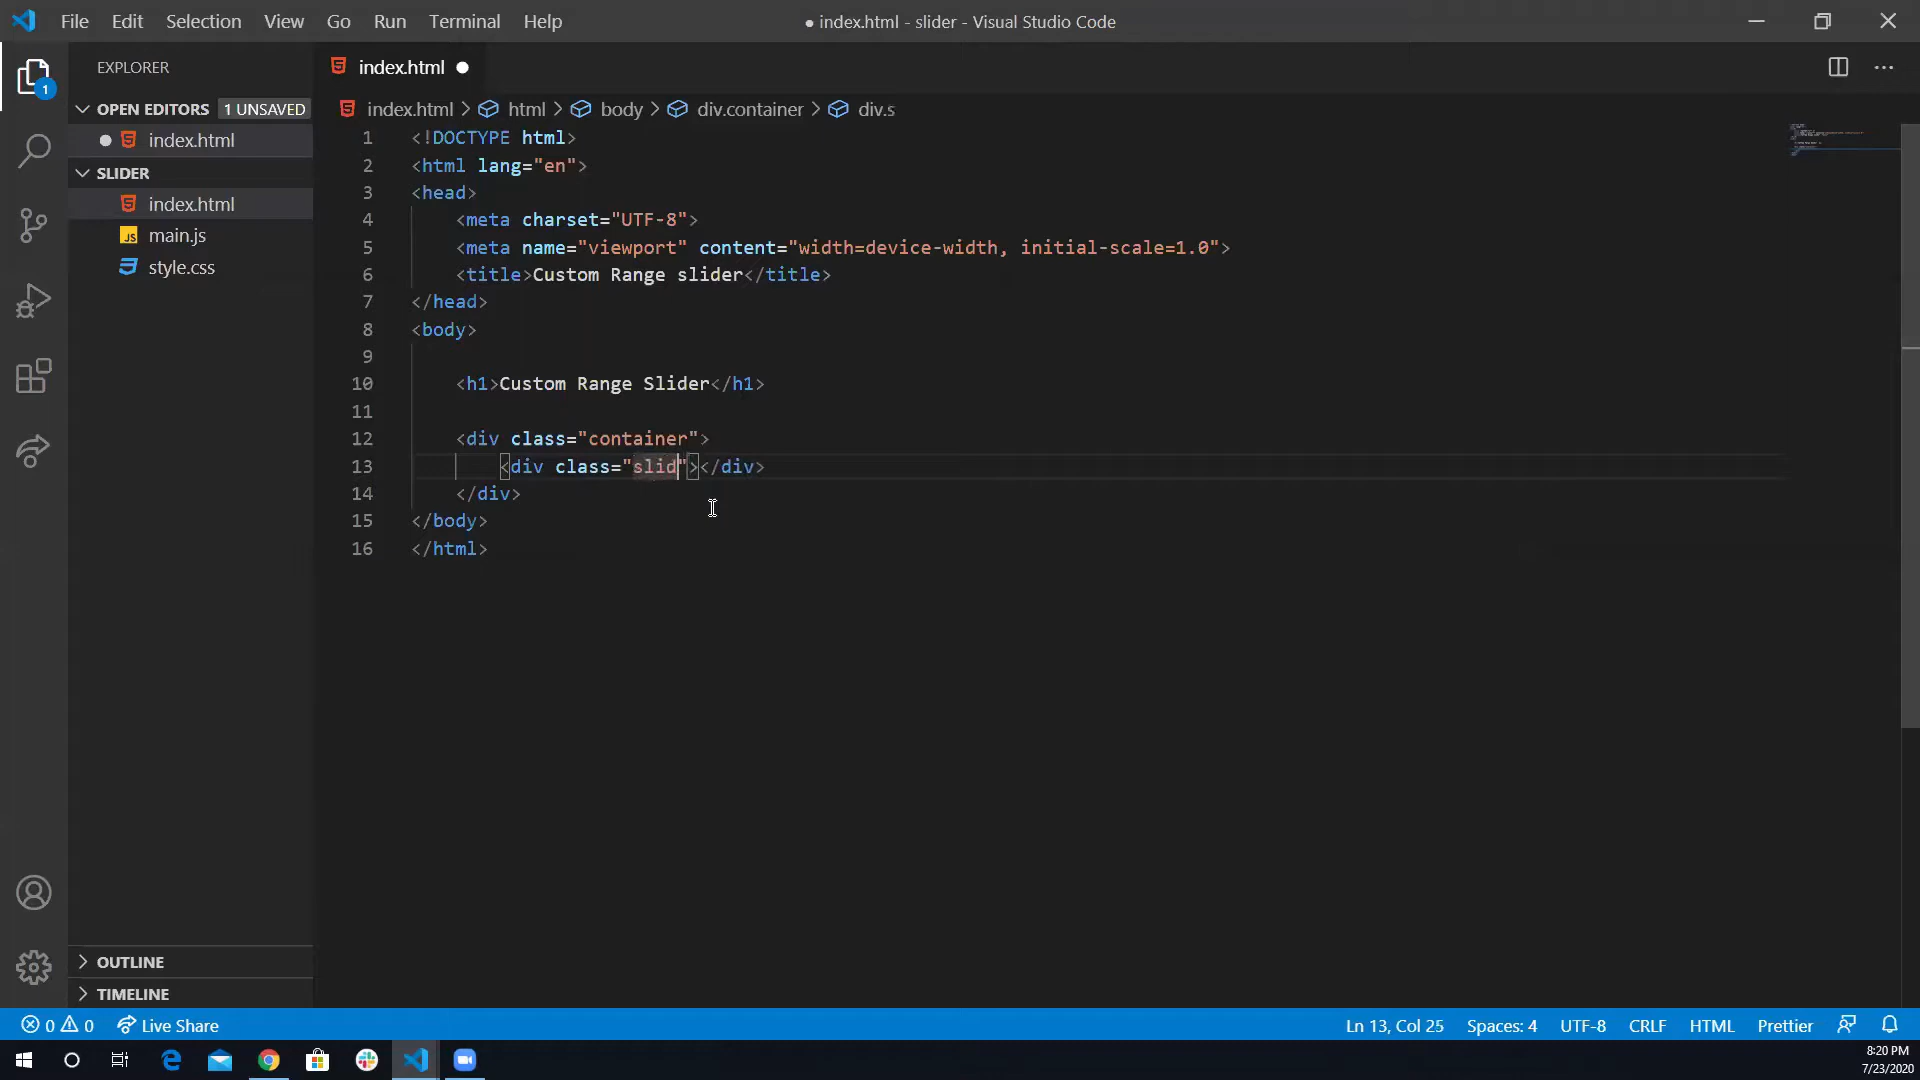 File Edit Selection View Go Run Terminal Help ● index.html - slider - Visual Studio Code
EXPLORER
index.html ●
1
OPEN EDITORS 1 UNSAVED
index.html > html > body > div.container > div.s
● index.html
SLIDER
index.html
main.js
style.css
1 <!DOCTYPE html>
2 <html lang="en">
3 <head>
4 <meta charset="UTF-8">
5 <meta name="viewport" content="width=device-width, initial-scale=1.0">
6 <title>Custom Range slider</title>
7 </head>
8 <body>
9
10 <h1>Custom Range Slider</h1>
11
12 <div class="container">
13 <div class="slid"></div>
14 </div>
15 </body>
16 </html>
OUTLINE
TIMELINE
0 0 Live Share Ln 13, Col 25 Spaces: 4 UTF-8 CRLF HTML Prettier
8:20 PM
7/23/2020